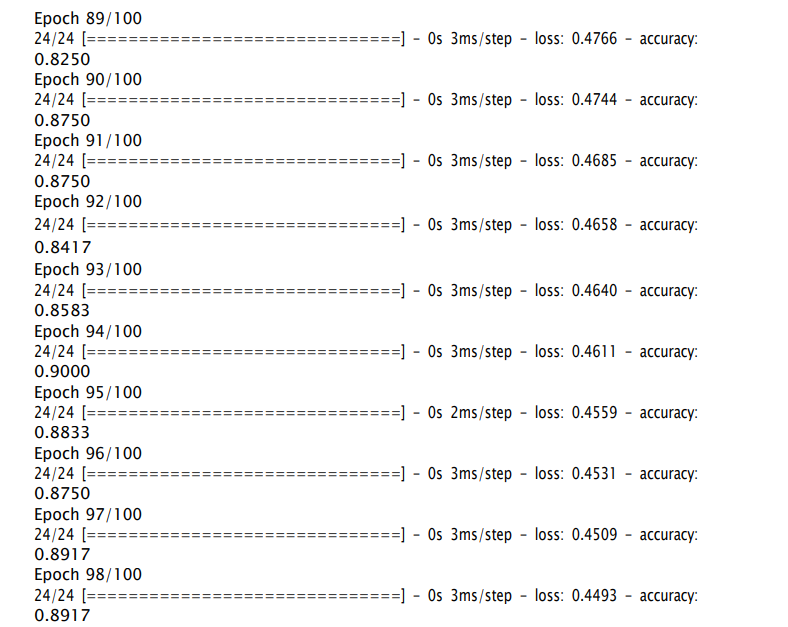 Epoch 89/100
24/24 [==============================] - 0s 3ms/step - loss: 0.4766 - accuracy:
0.8250
Epoch 90/100
24/24 [==============================] - 0s 3ms/step - loss: 0.4744 - accuracy:
0.8750
Epoch 91/100
24/24 [==============================] - 0s 3ms/step - loss: 0.4685 - accuracy:
0.8750
Epoch 92/100
24/24 [==============================] - 0s 3ms/step - loss: 0.4658 - accuracy:
0.8417
Epoch 93/100
24/24 [==============================] - 0s 3ms/step - loss: 0.4640 - accuracy:
0.8583
Epoch 94/100
24/24 [==============================] - 0s 3ms/step - loss: 0.4611 - accuracy:
0.9000
Epoch 95/100
24/24 [==============================] - 0s 2ms/step - loss: 0.4559 - accuracy:
0.8833
Epoch 96/100
24/24 [==============================] - 0s 3ms/step - loss: 0.4531 - accuracy:
0.8750
Epoch 97/100
24/24 [==============================] - 0s 3ms/step - loss: 0.4509 - accuracy:
0.8917
Epoch 98/100
24/24 [==============================] - 0s 3ms/step - loss: 0.4493 - accuracy:
0.8917